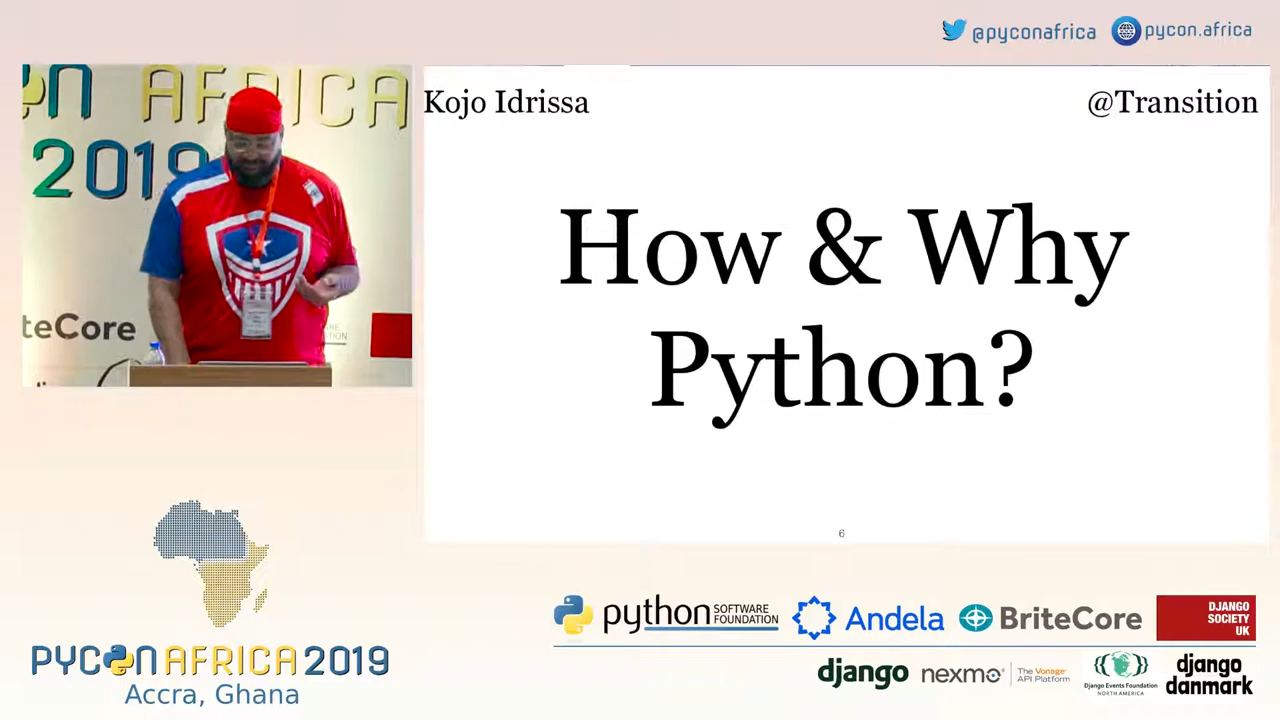 @pyconafrica pycon.africa
ON AFRICA
2019
teCore
Kojo Idrissa @Transition
How & Why
Python?
6
PYCON AFRICA 2019
Accra, Ghana
python SOFTWARE FOUNDATION
Andela
BriteCore
DJANGO
SOCIETY
UK
django
nexmo
The Vonage®
API Platform
Django Events Foundation
NORTH AMERICA
django
danmark